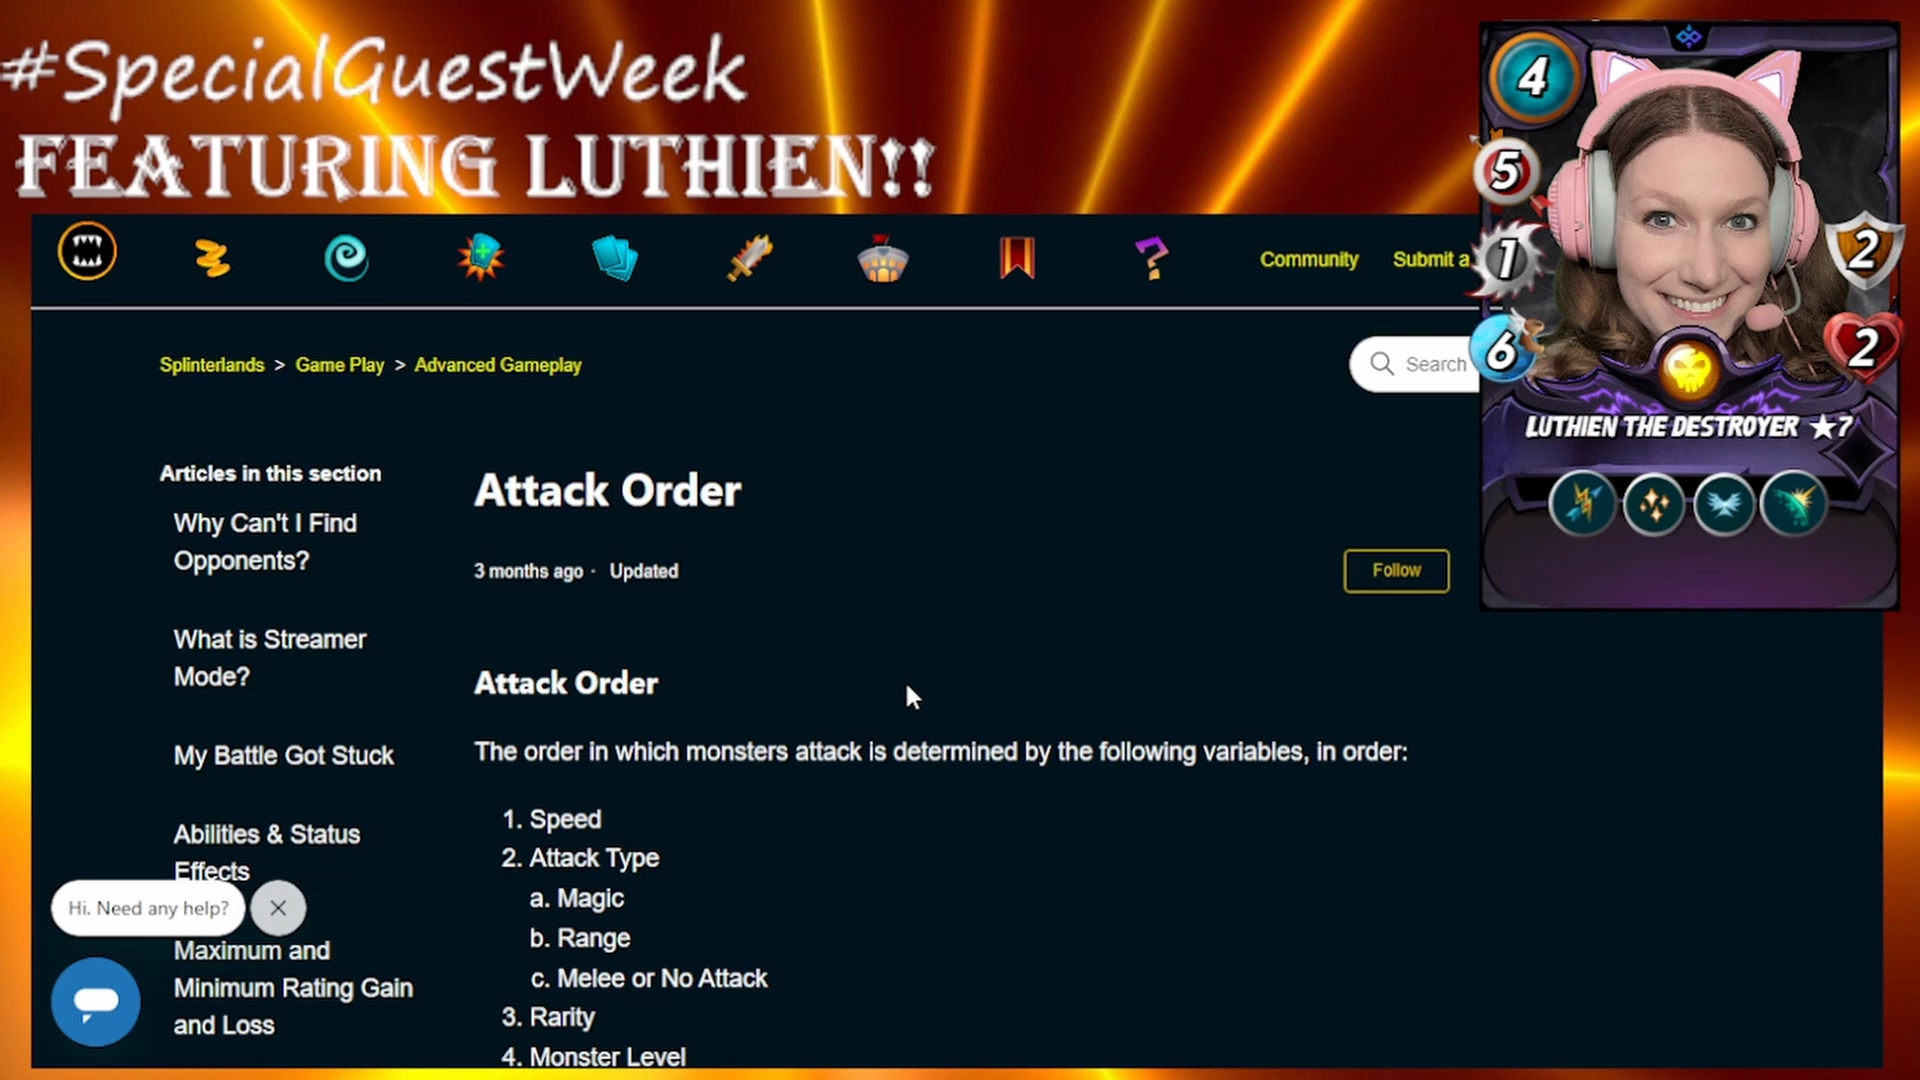 #SpecialGuestWeek
FEATURING LUTHIEN!!
Community
Submit a
Splinterlands > Game Play > Advanced Gameplay
Search
Articles in this section
Why Can't I Find
Opponents?
What is Streamer
Mode?
My Battle Got Stuck
Abilities & Status
Effects
Maximum and
Minimum Rating Gain
and Loss
Hi. Need any help?
Attack Order
3 months ago · Updated
Follow
Attack Order
The order in which monsters attack is determined by the following variables, in order:
1. Speed
2. Attack Type
a. Magic
b. Range
c. Melee or No Attack
3. Rarity
4. Monster Level
4
5
1
6
2
2
LUTHIEN THE DESTROYER ★7